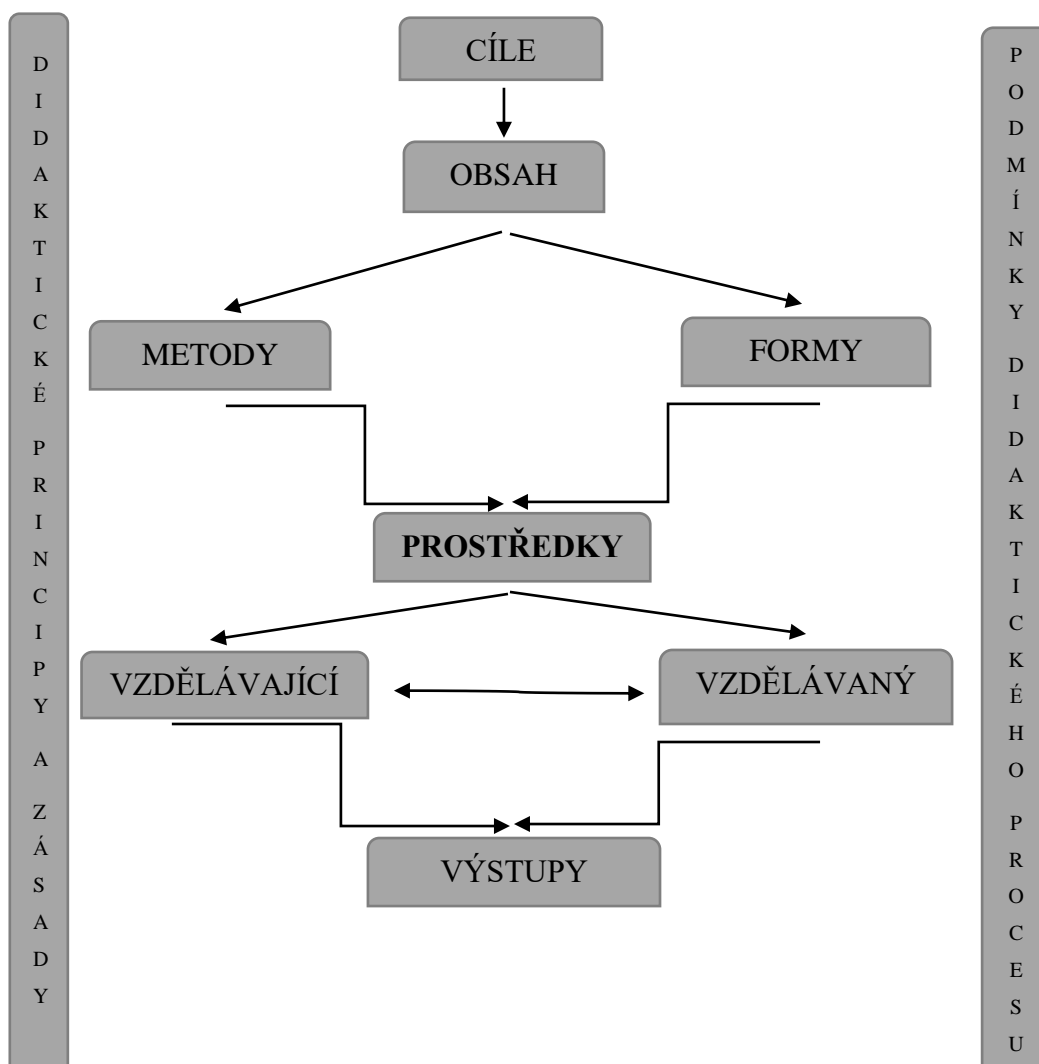 DIDAKTICKÉ PRINCIPY A ZÁSADY
CÍLE
OBSAH
METODY
FORMY
PROSTŘEDKY
VZDĚLÁVAJÍCÍ
VZDĚLÁVANÝ
VÝSTUPY
PODMÍNKY DIDAKTICKÉHO PROCESU